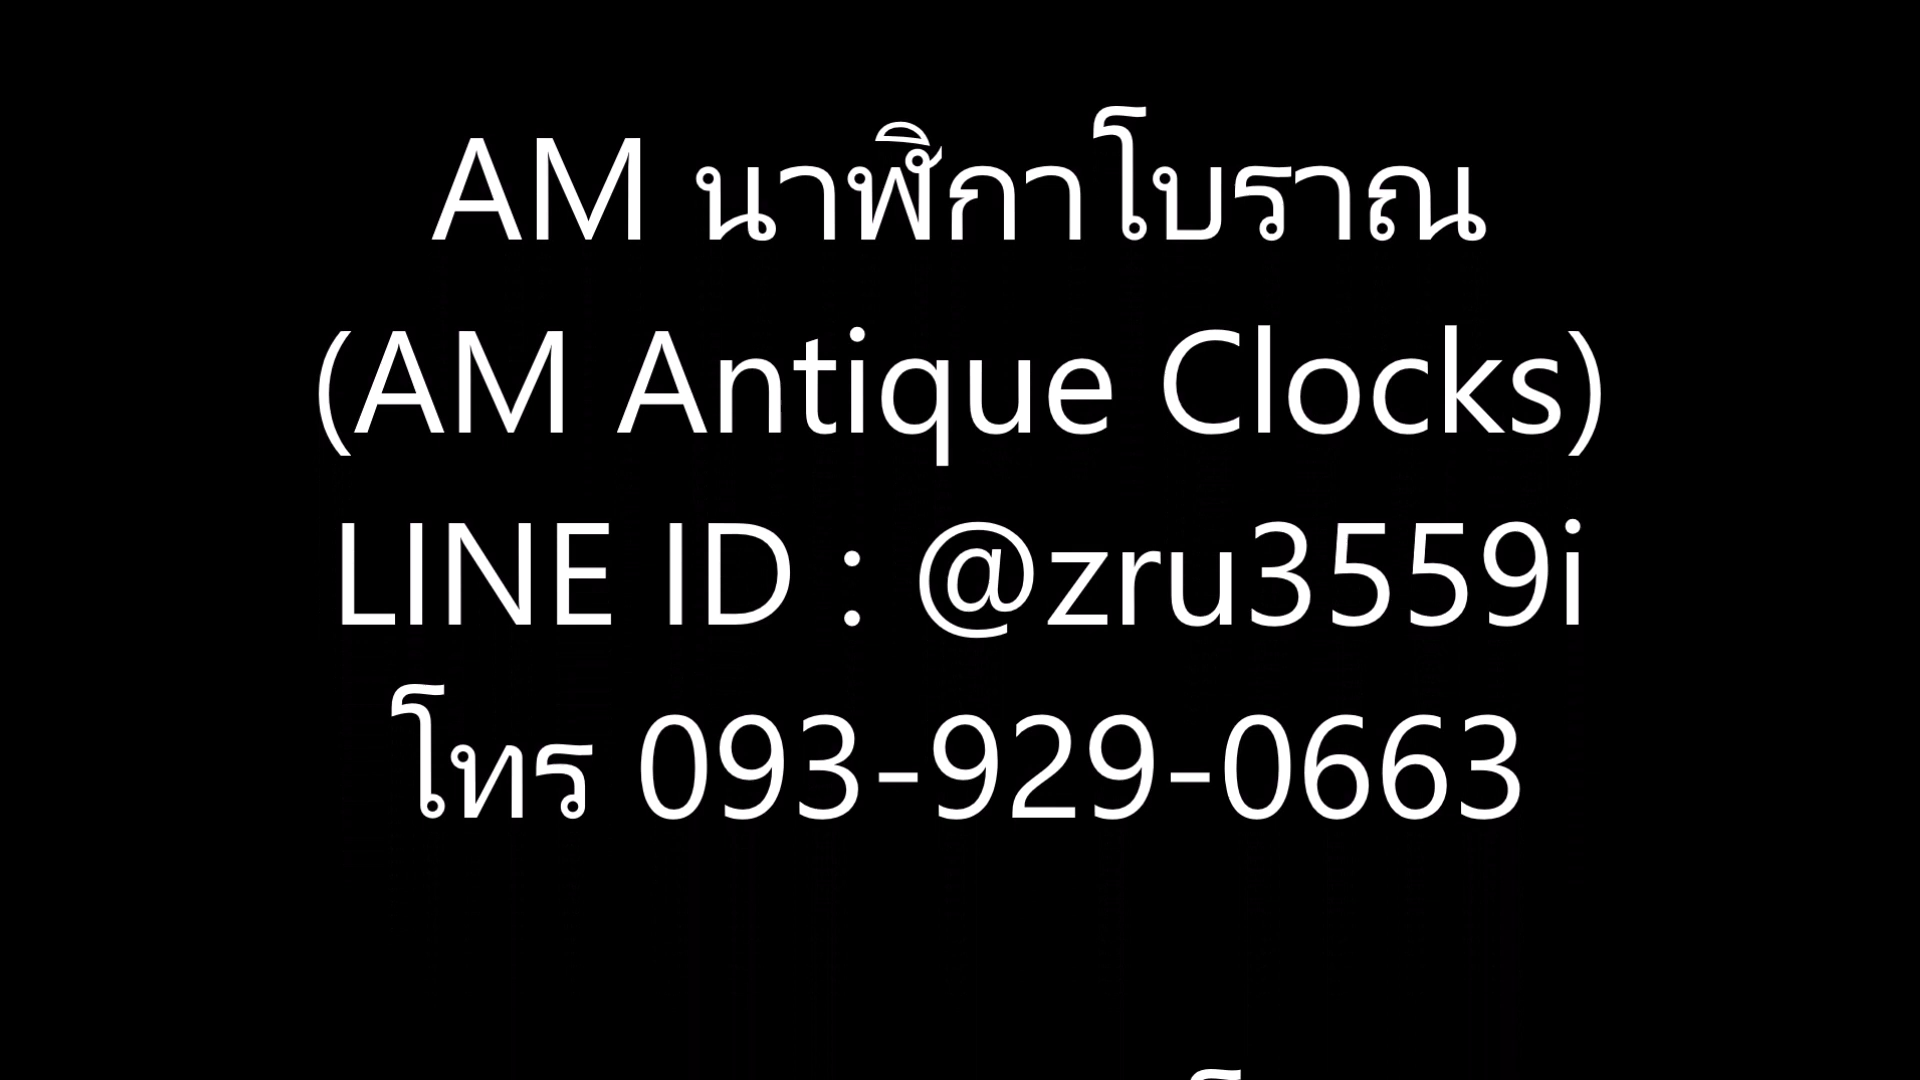 AM นาฬิกาโบราณ
(AM Antique Clocks)
LINE ID : @zru3559i
โทร 093-929-0663